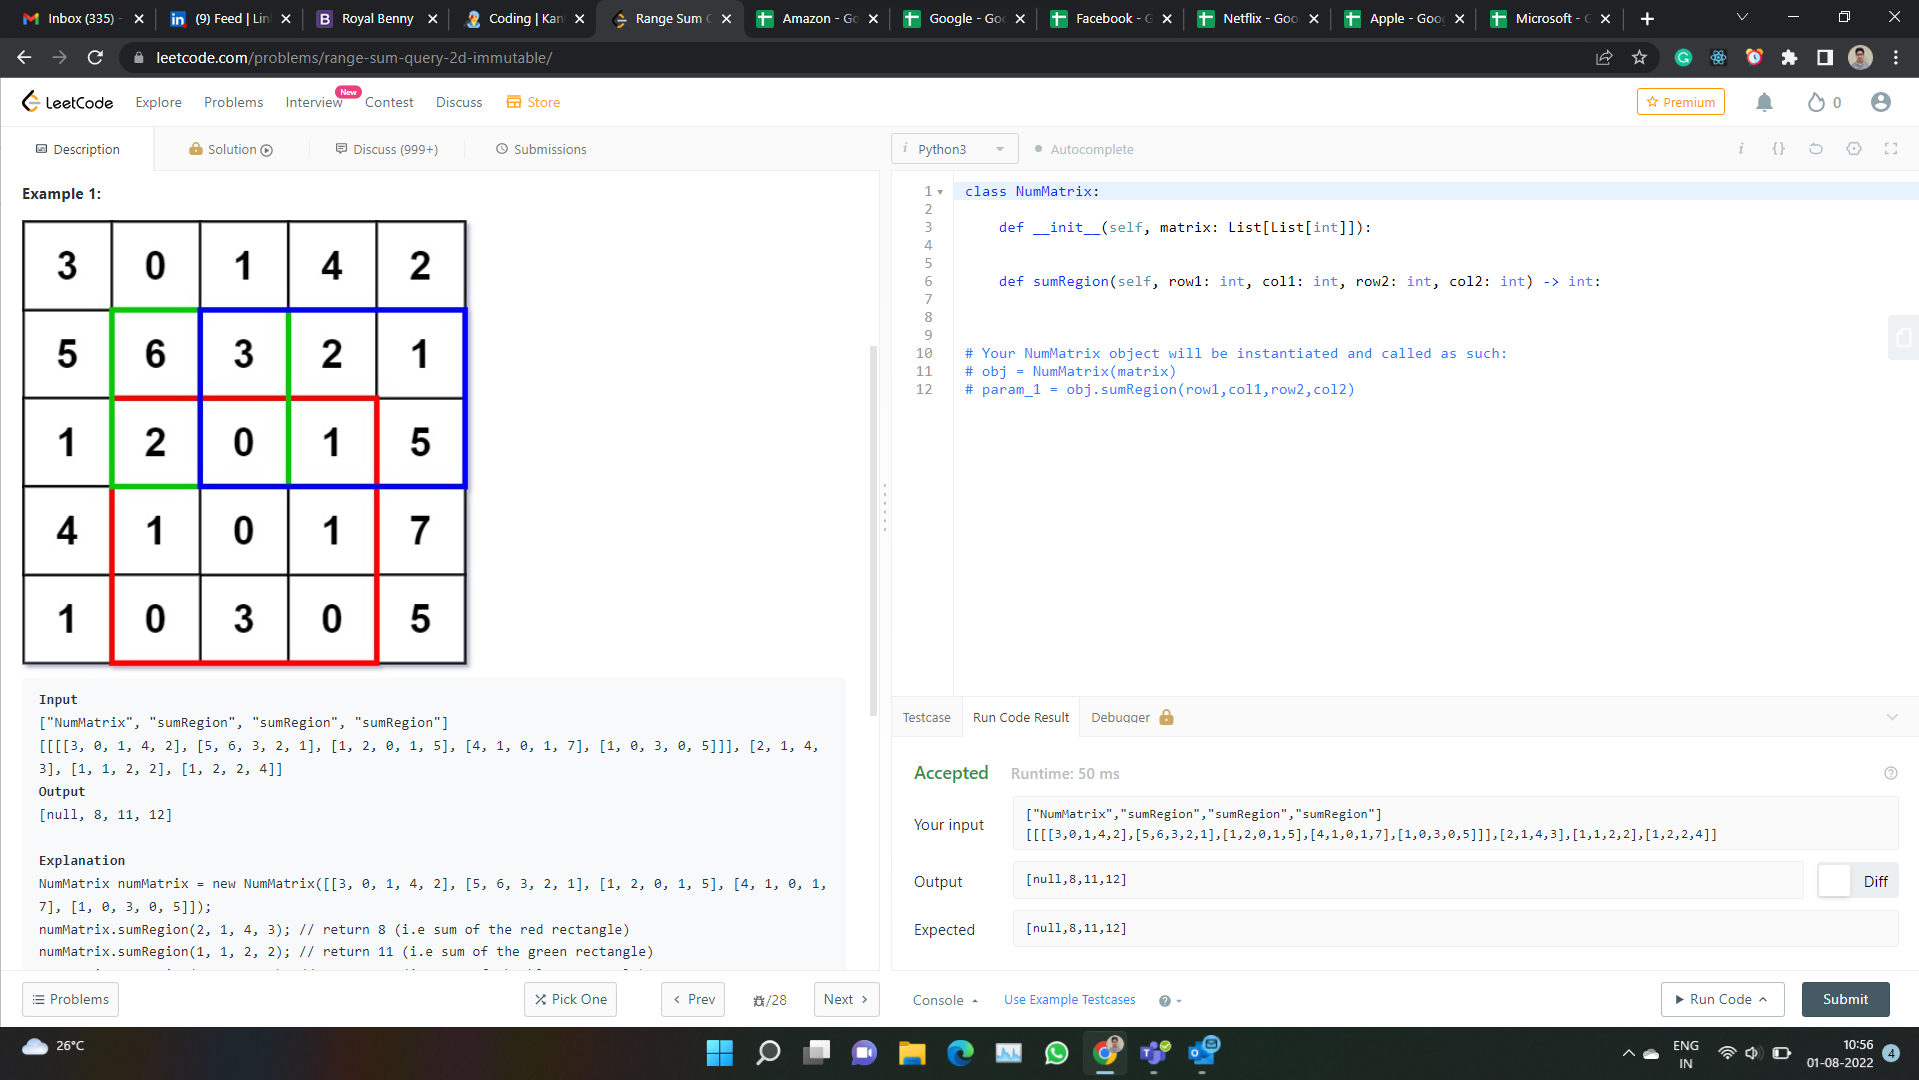 Inbox (335) -
(9) Feed | Lin
Royal Benny
Coding | Kan
Range Sum
Amazon - Go
Google - Goo
Facebook - G
Netflix - Goo
Apple - Goog
Microsoft - G
leetcode.com/problems/range-sum-query-2d-immutable/
LeetCode
Explore
Problems
Interview
New
Contest
Discuss
Store
Premium
0
Description
Solution
Discuss (999+)
Submissions
i Python3
Autocomplete
i {}
Example 1:
3 0 1 4 2
5 6 3 2 1
1 2 0 1 5
4 1 0 1 7
1 0 3 0 5
Input
["NumMatrix", "sumRegion", "sumRegion", "sumRegion"]
[[[[3, 0, 1, 4, 2], [5, 6, 3, 2, 1], [1, 2, 0, 1, 5], [4, 1, 0, 1, 7], [1, 0, 3, 0, 5]]], [2, 1, 4,
3], [1, 1, 2, 2], [1, 2, 2, 4]]
Output
[null, 8, 11, 12]
Explanation
NumMatrix numMatrix = new NumMatrix([[3, 0, 1, 4, 2], [5, 6, 3, 2, 1], [1, 2, 0, 1, 5], [4, 1, 0, 1,
7], [1, 0, 3, 0, 5]]);
numMatrix.sumRegion(2, 1, 4, 3); // return 8 (i.e sum of the red rectangle)
numMatrix.sumRegion(1, 1, 2, 2); // return 11 (i.e sum of the green rectangle)
1 class NumMatrix:
2
3 def __init__(self, matrix: List[List[int]]):
4
5
6 def sumRegion(self, row1: int, col1: int, row2: int, col2: int) -> int:
7
8
9
10 # Your NumMatrix object will be instantiated and called as such:
11 # obj = NumMatrix(matrix)
12 # param_1 = obj.sumRegion(row1,col1,row2,col2)
Testcase
Run Code Result
Debugger
Accepted
Runtime: 50 ms
Your input
["NumMatrix","sumRegion","sumRegion","sumRegion"]
[[[[3,0,1,4,2],[5,6,3,2,1],[1,2,0,1,5],[4,1,0,1,7],[1,0,3,0,5]]],[2,1,4,3],[1,1,2,2],[1,2,2,4]]
Output
[null,8,11,12]
Diff
Expected
[null,8,11,12]
Problems
Pick One
Prev
/28
Next
Console
Use Example Testcases
Run Code
Submit
26°C
ENG
IN
10:56
01-08-2022
4